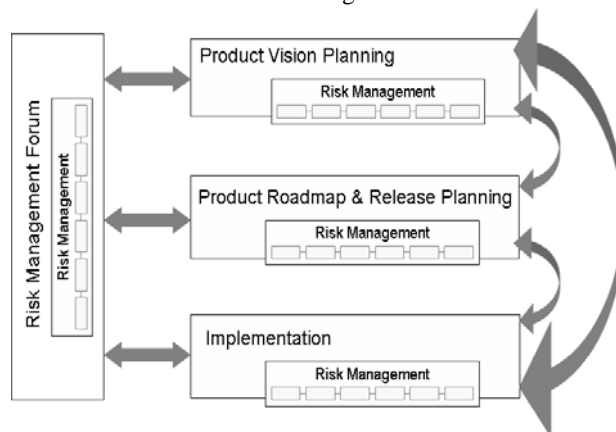 Risk Management Forum
Risk Management
Product Vision Planning
Risk Management
Product Roadmap & Release Planning
Risk Management
Implementation
Risk Management